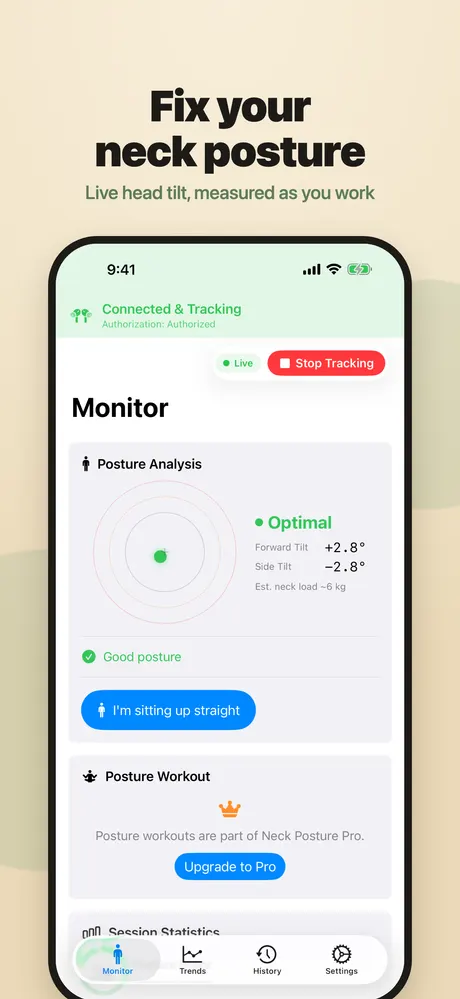 Fix your
neck posture
Live head tilt, measured as you work
9:41
Connected & Tracking
Authorization: Authorized
Live
Stop Tracking
Monitor
Posture Analysis
Optimal
Forward Tilt +2.8°
Side Tilt −2.8°
Est. neck load ~6 kg
Good posture
I'm sitting up straight
Posture Workout
Posture workouts are part of Neck Posture Pro.
Upgrade to Pro
Session Statistics
Monitor
Trends
History
Settings